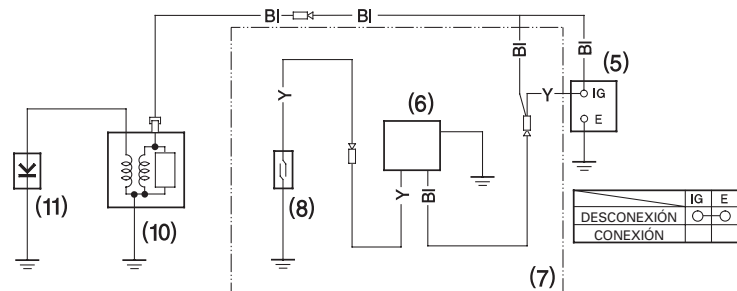 Bl Bl
Bl Bl
(5)
Y IG
Y (6)
E
(11) (10) (8) Y Bl
IG E
DESCONEXIÓN
CONEXIÓN
(7)